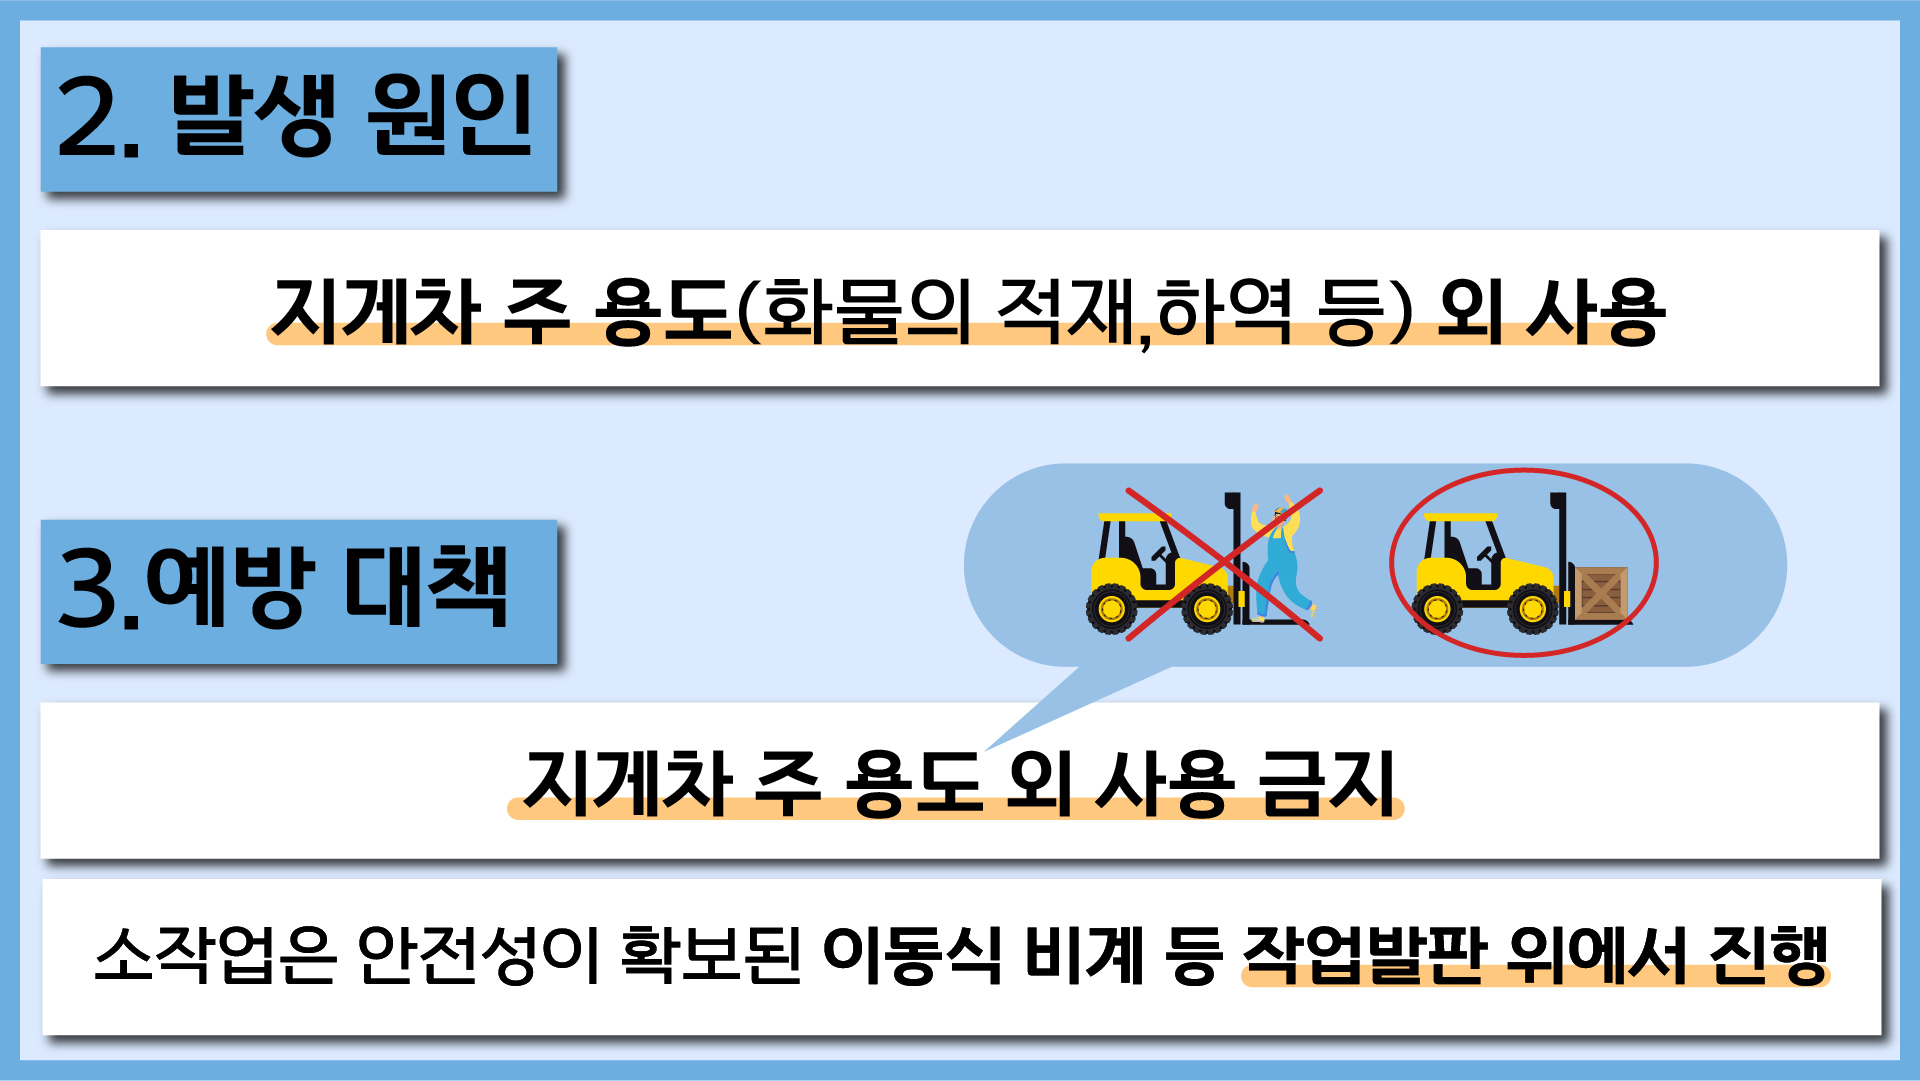 2. 발생 원인
지게차 주 용도(화물의 적재,하역 등) 외 사용
3.예방 대책
지게차 주 용도 외 사용 금지
소작업은 안전성이 확보된 이동식 비계 등 작업발판 위에서 진행